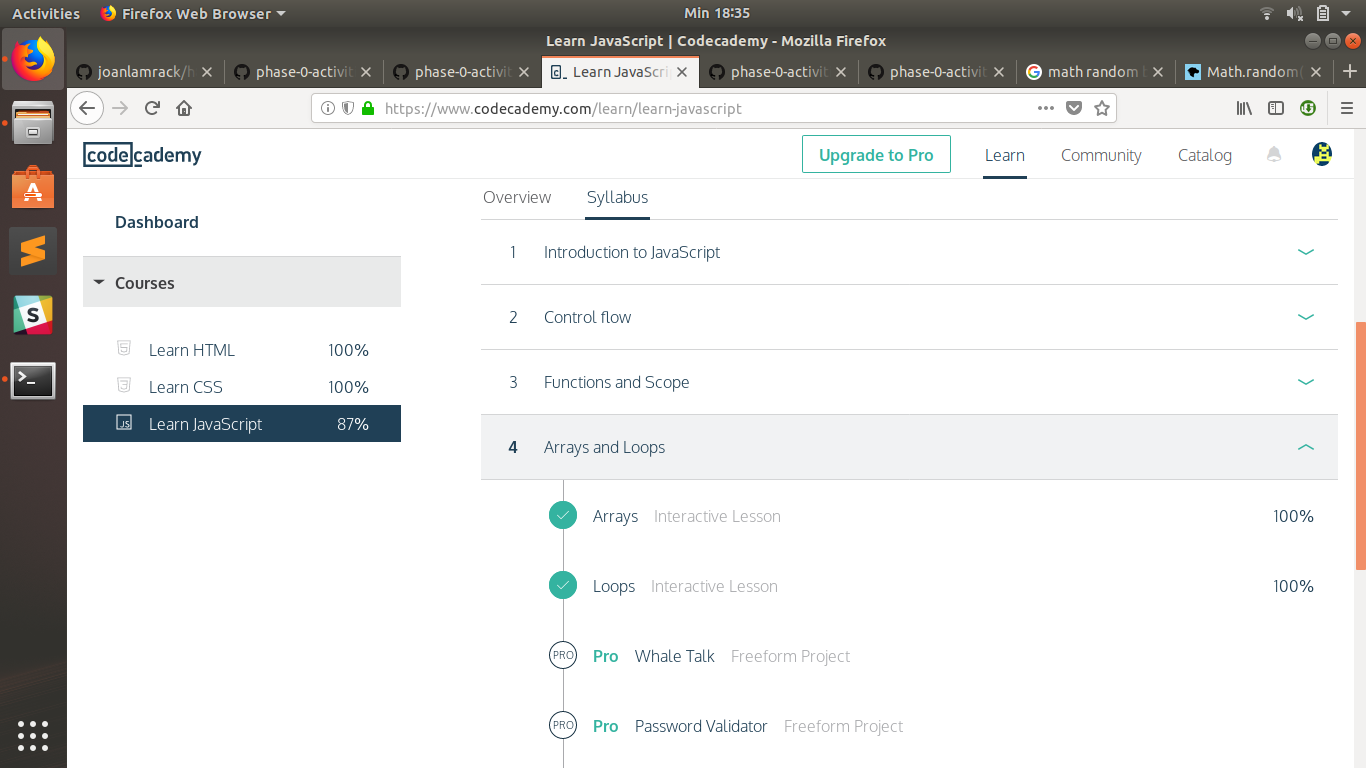 Activities Firefox Web Browser Min 18:35
Learn JavaScript | Codecademy - Mozilla Firefox
joanlamrack/h phase-0-activit phase-0-activit Learn JavaScri phase-0-activit phase-0-activit math random Math.random(
https://www.codecademy.com/learn/learn-javascript
codecademy Upgrade to Pro Learn Community Catalog
Overview Syllabus
Dashboard
1 Introduction to JavaScript
Courses
2 Control flow
Learn HTML 100%
Learn CSS 100%
3 Functions and Scope
JS Learn JavaScript 87%
4 Arrays and Loops
Arrays Interactive Lesson 100%
Loops Interactive Lesson 100%
PRO Pro Whale Talk Freeform Project
PRO Pro Password Validator Freeform Project